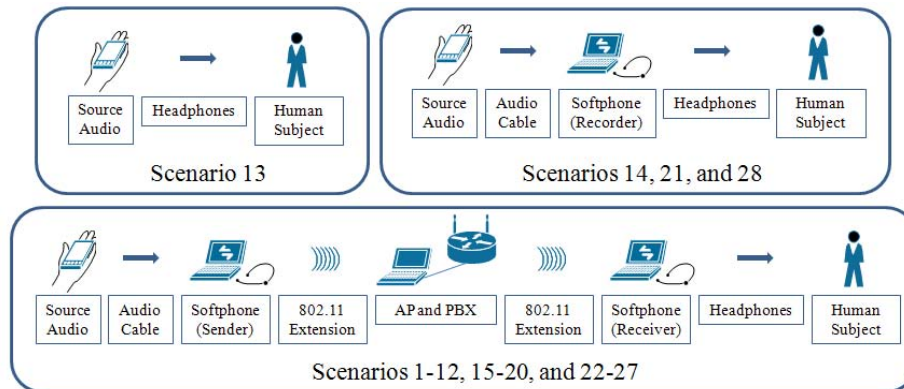 Source
Audio
Headphones
Human
Subject
Scenario 13
Source
Audio
Audio
Cable
Softphone
(Recorder)
Headphones
Human
Subject
Scenarios 14, 21, and 28
Source
Audio
Audio
Cable
Softphone
(Sender)
802.11
Extension
AP and PBX
802.11
Extension
Softphone
(Receiver)
Headphones
Human
Subject
Scenarios 1-12, 15-20, and 22-27